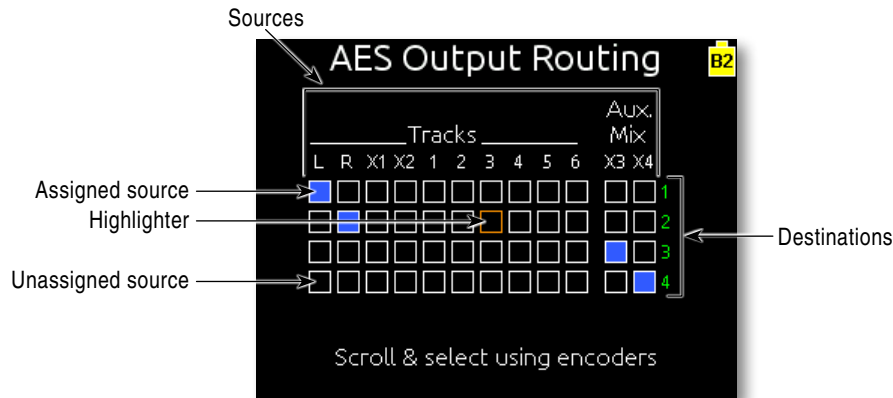 Sources
AES Output Routing
B2
Aux.
Tracks Mix
L R X1 X2 1 2 3 4 5 6 X3 X4
Assigned source 1
Highlighter 2
Destinations
3
Unassigned source 4
Scroll & select using encoders